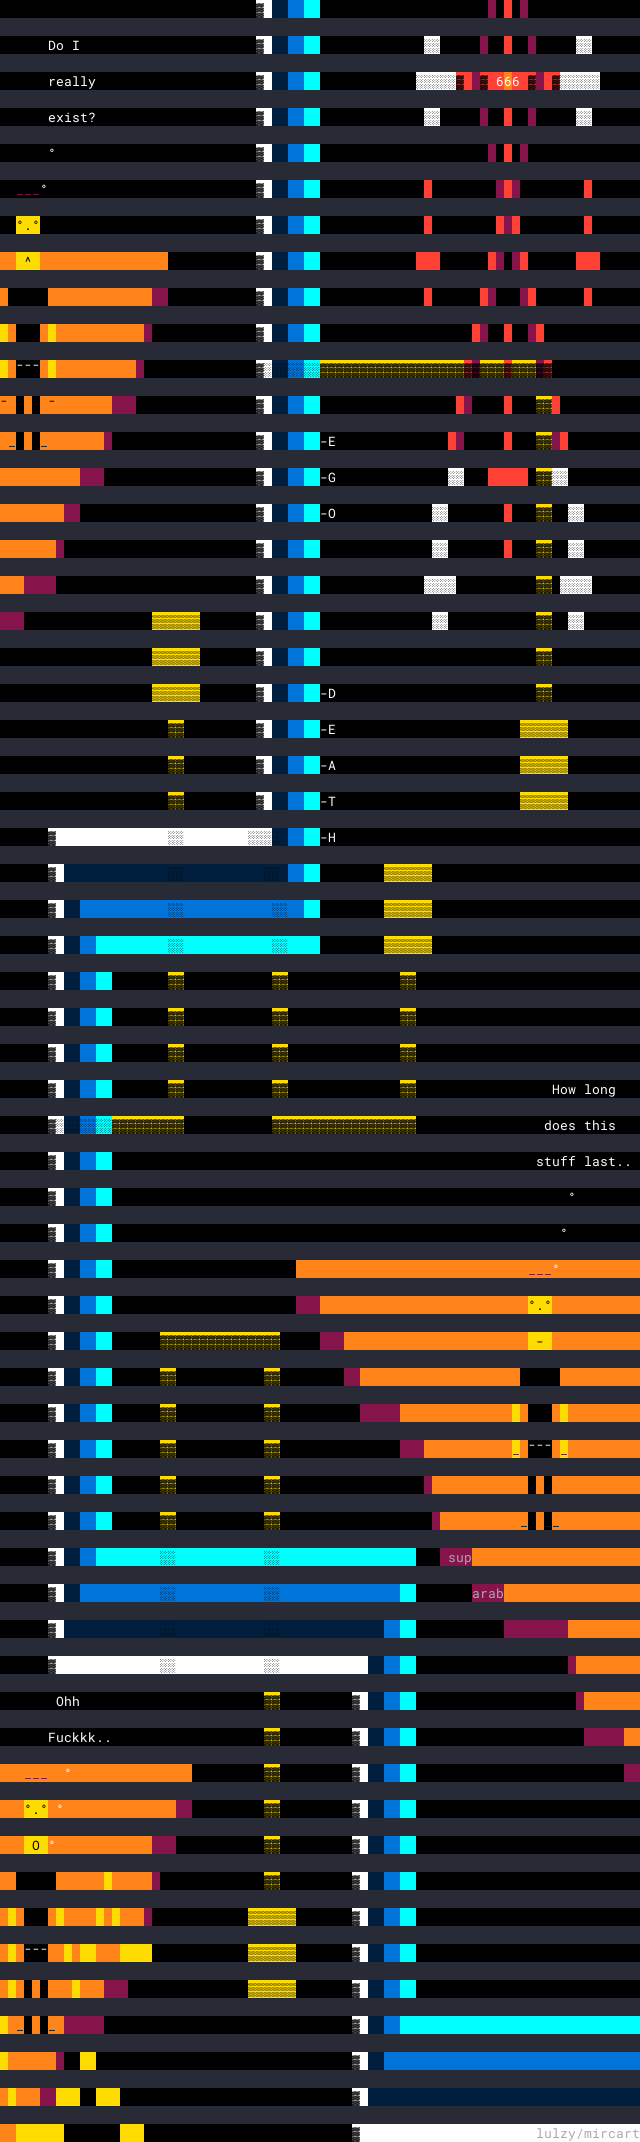 Do I
really
666
exist?
-E
-G
-O
-D
-E
-A
-T
-H
How long
does this
stuff last..
sup
arab
Ohh
Fuckkk..
lulzy/mircart